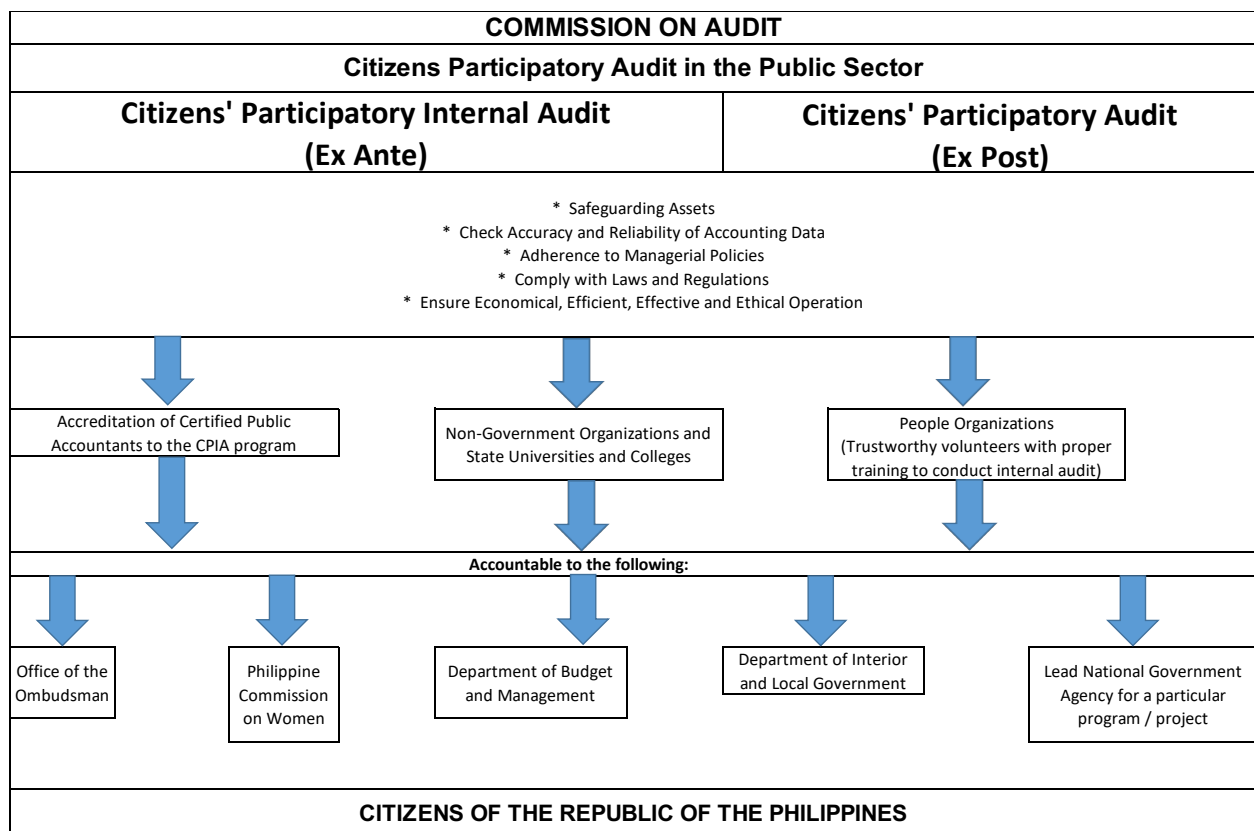 COMMISSION ON AUDIT
Citizens Participatory Audit in the Public Sector
Citizens' Participatory Internal Audit
(Ex Ante)
Citizens' Participatory Audit
(Ex Post)
* Safeguarding Assets
* Check Accuracy and Reliability of Accounting Data
* Adherence to Managerial Policies
* Comply with Laws and Regulations
* Ensure Economical, Efficient, Effective and Ethical Operation
Accreditation of Certified Public
Accountants to the CPIA program
Non-Government Organizations and
State Universities and Colleges
People Organizations
(Trustworthy volunteers with proper
training to conduct internal audit)
Accountable to the following:
Office of the
Ombudsman
Philippine
Commission
on Women
Department of Budget
and Management
Department of Interior
and Local Government
Lead National Government
Agency for a particular
program / project
CITIZENS OF THE REPUBLIC OF THE PHILIPPINES